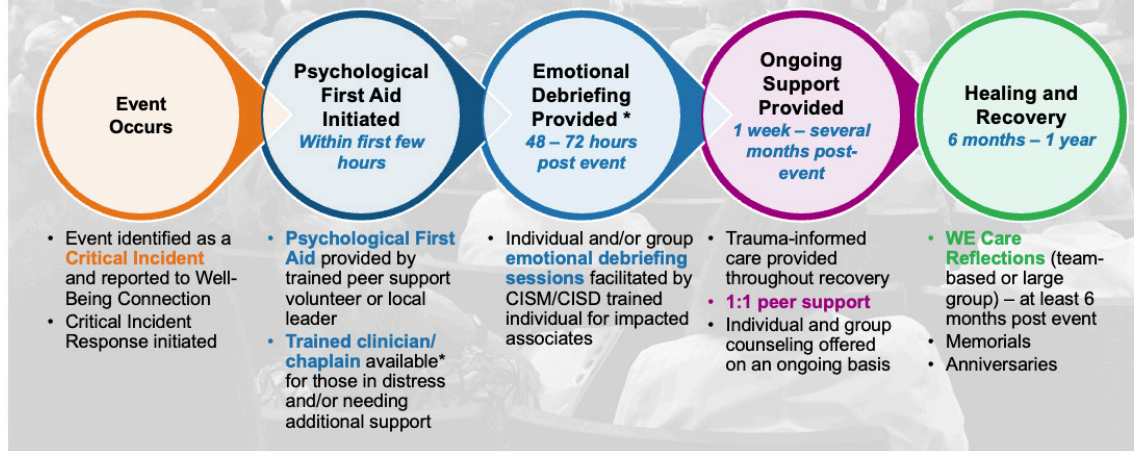 Event
Occurs
Psychological
First Aid
Initiated
Within first few
hours
Emotional
Debriefing
Provided *
48 – 72 hours
post event
Ongoing
Support
Provided
1 week – several
months post-
event
Healing and
Recovery
6 months – 1 year
• Event identified as a
Critical Incident
and reported to Well-
Being Connection
• Critical Incident
Response initiated
• Psychological First
Aid provided by
trained peer support
volunteer or local
leader
• Trained clinician/
chaplain available*
for those in distress
and/or needing
additional support
• Individual and/or group
emotional debriefing
sessions facilitated by
CISM/CISD trained
individual for impacted
associates
• Trauma-informed
care provided
throughout recovery
• 1:1 peer support
• Individual and group
counseling offered
on an ongoing basis
• WE Care
Reflections (team-
based or large
group) – at least 6
months post event
• Memorials
• Anniversaries